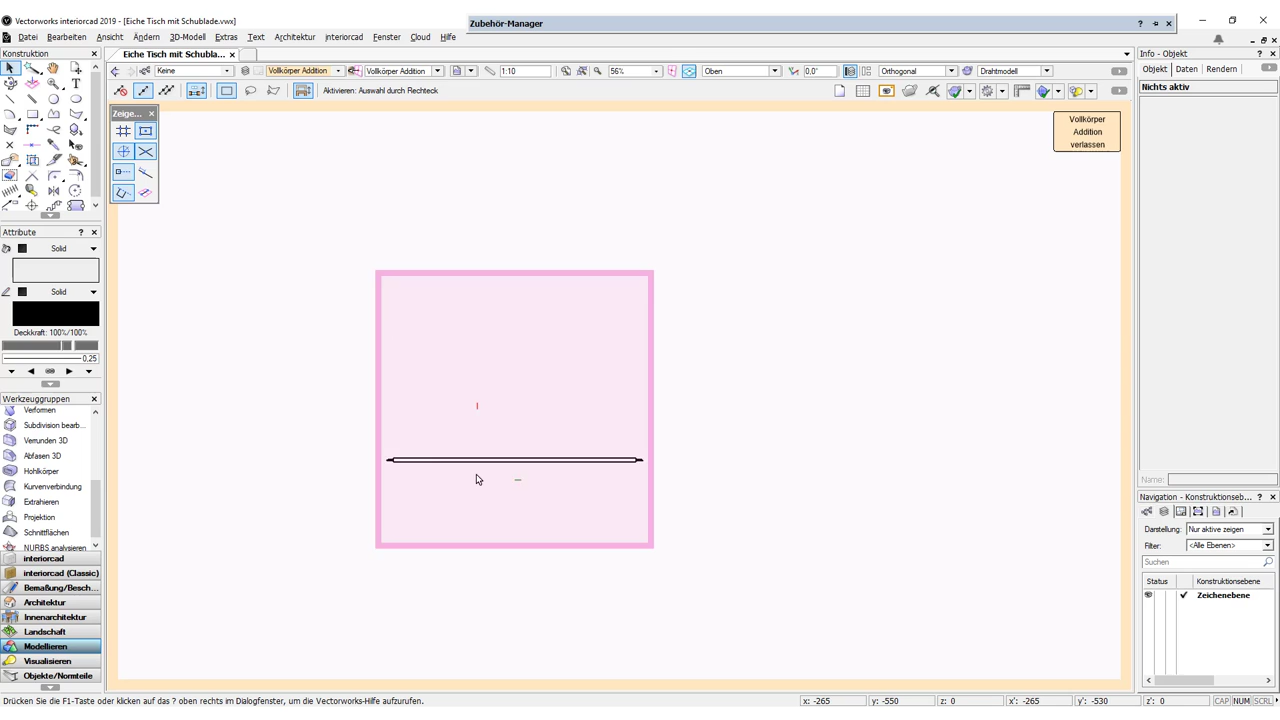 Vectorworks interiorcad 2019 - [Eiche Tisch mit Schublade.vwx]
Zubehör-Manager
Datei Bearbeiten Ansicht Ändern 3D-Modell Extras Text Architektur interiorcad Fenster Cloud Hilfe
Konstruktion
Eiche Tisch mit Schubla...
Info - Objekt
Keine
Vollkörper Addition
Vollkörper Addition
1:10
56%
Oben
0.0°
Orthogonal
Drahtmodell
Objekt Daten Rendern
Aktivieren: Auswahl durch Rechteck
Nichts aktiv
Zeige...
Vollkörper
Addition
verlassen
Attribute
Solid
Solid
Deckkraft: 100%/100%
0,25
Werkzeuggruppen
Verformen
Subdivision bearb...
Verrunden 3D
Abfasen 3D
Hohlkörper
Kurvenverbindung
Extrahieren
Projektion
Schnittflächen
NURBS analysieren
interiorcad
interiorcad (Classic)
Bemaßung/Besch...
Architektur
Innenarchitektur
Landschaft
Modellieren
Visualisieren
Objekte/Normteile
Name:
Navigation - Konstruktionseb...
Darstellung: Nur aktive zeigen
Filter: <Alle Ebenen>
Suchen
Status Konstruktionsebene
Zeichenebene
Drücken Sie die F1-Taste oder klicken auf das ? oben rechts im Dialogfenster, um die Vectorworks-Hilfe aufzurufen.
x: -265 y: -550 z: 0 x': -265 y': -530 z': 0 CAP NUM SCRL